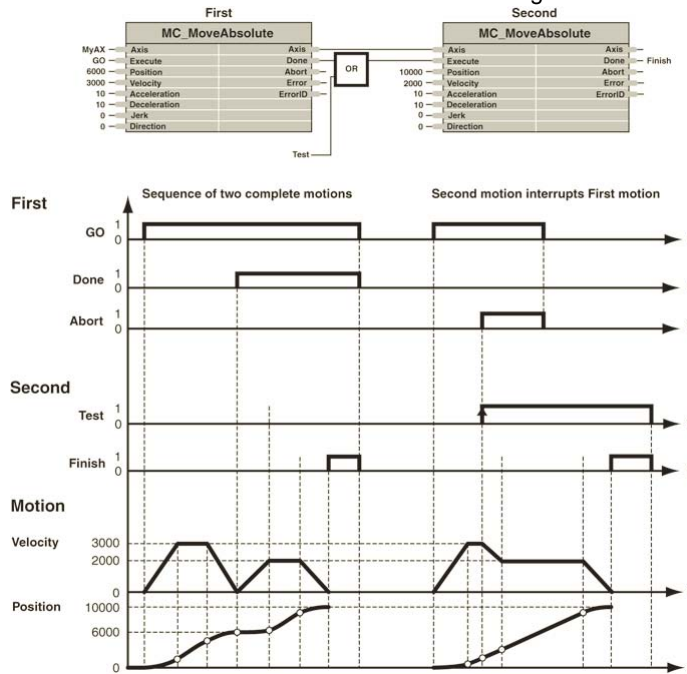 First Second
MC_MoveAbsolute MC_MoveAbsolute
MyAX Axis Axis Axis Axis
GO Execute Done OR Execute Done Finish
6000 Position Abort 10000 Position Abort
3000 Velocity Error 2000 Velocity Error
10 Acceleration ErrorID 10 Acceleration ErrorID
10 Deceleration 10 Deceleration
0 Jerk 0 Jerk
0 Direction 0 Direction
Test
Sequence of two complete motions Second motion interrupts First motion
First
GO 1
0
Done 1
0
Abort 1
0
Second
Test 1
0
Finish 1
0
Motion
Velocity 3000
2000
0
Position 10000
6000
0